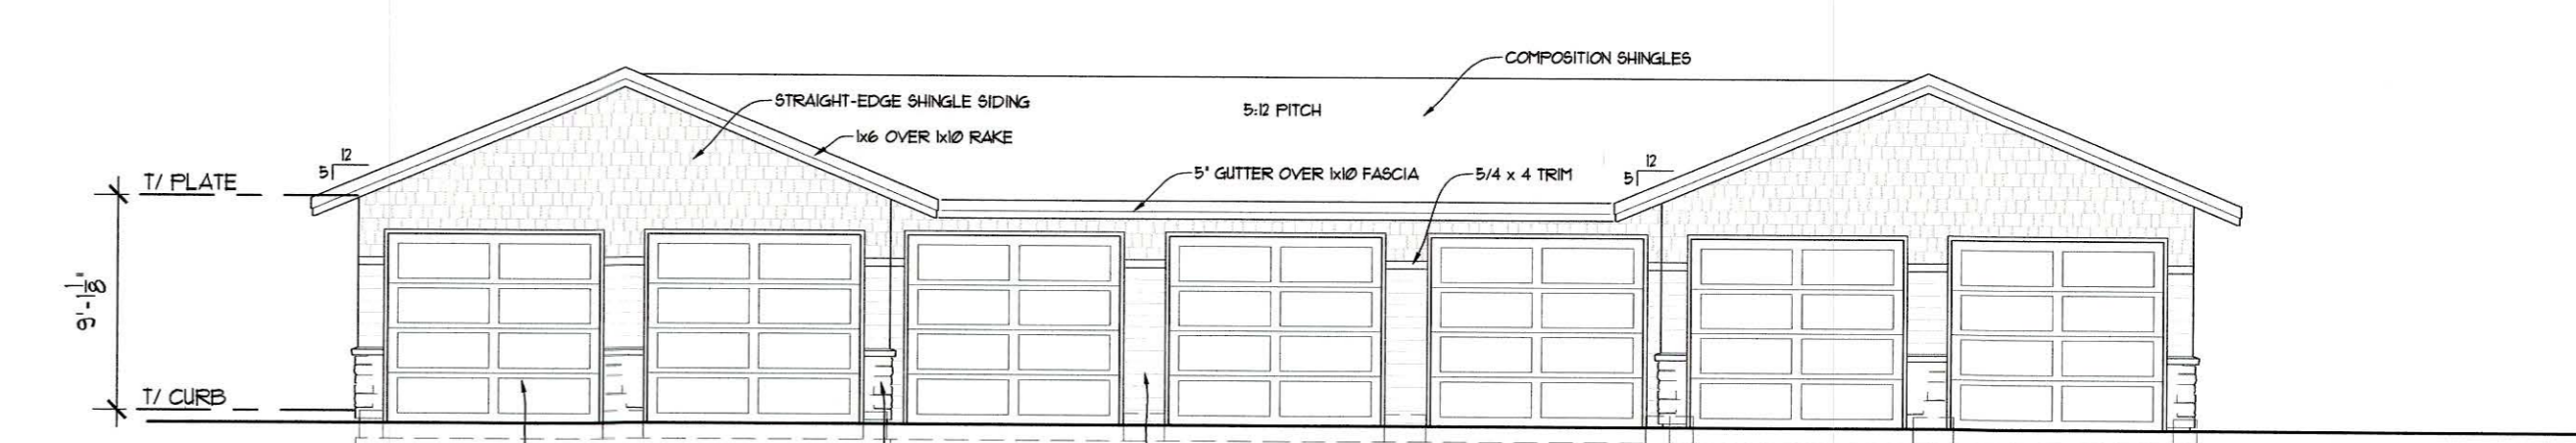 COMPOSITION SHINGLES
STRAIGHT-EDGE SHINGLE SIDING
5:12 PITCH
1x6 OVER 1x10 RAKE
12
5
12
5
T/ PLATE
5" GUTTER OVER 1x10 FASCIA
5/4 x 4 TRIM
9'-1 1/8"
T/ CURB